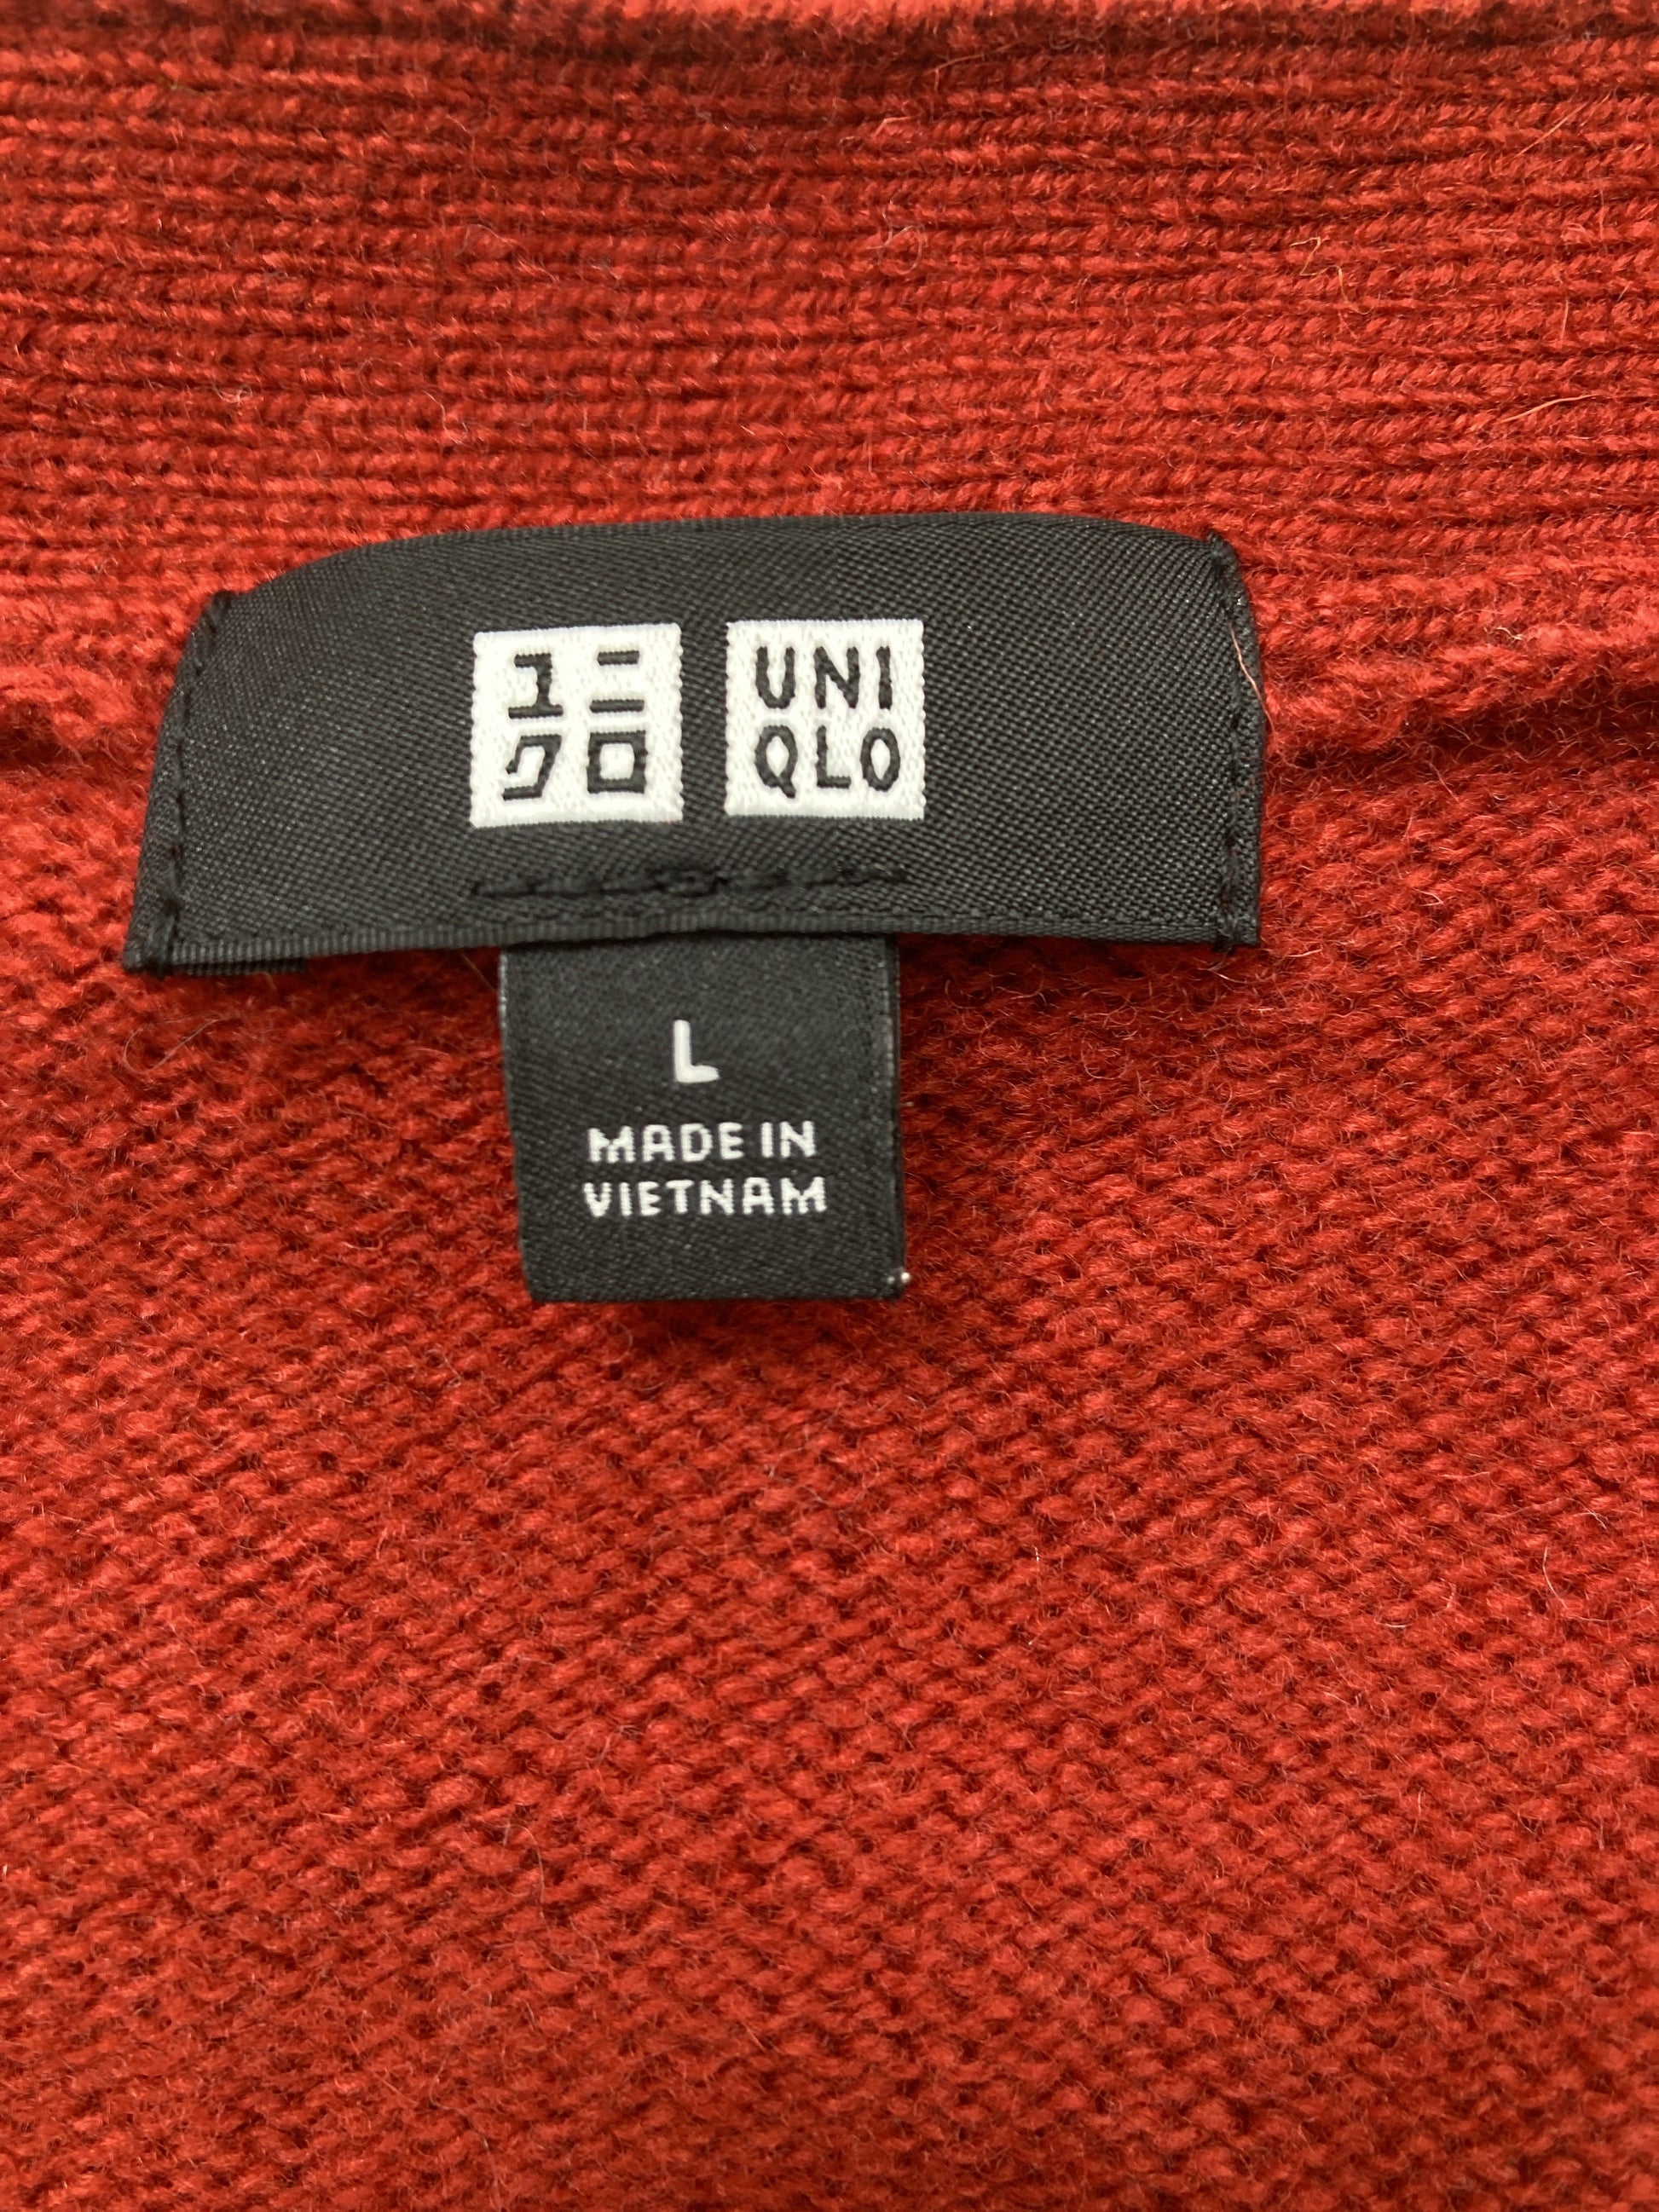 ユニ
クロ
UNI
QLO
L
MADE IN
VIETNAM